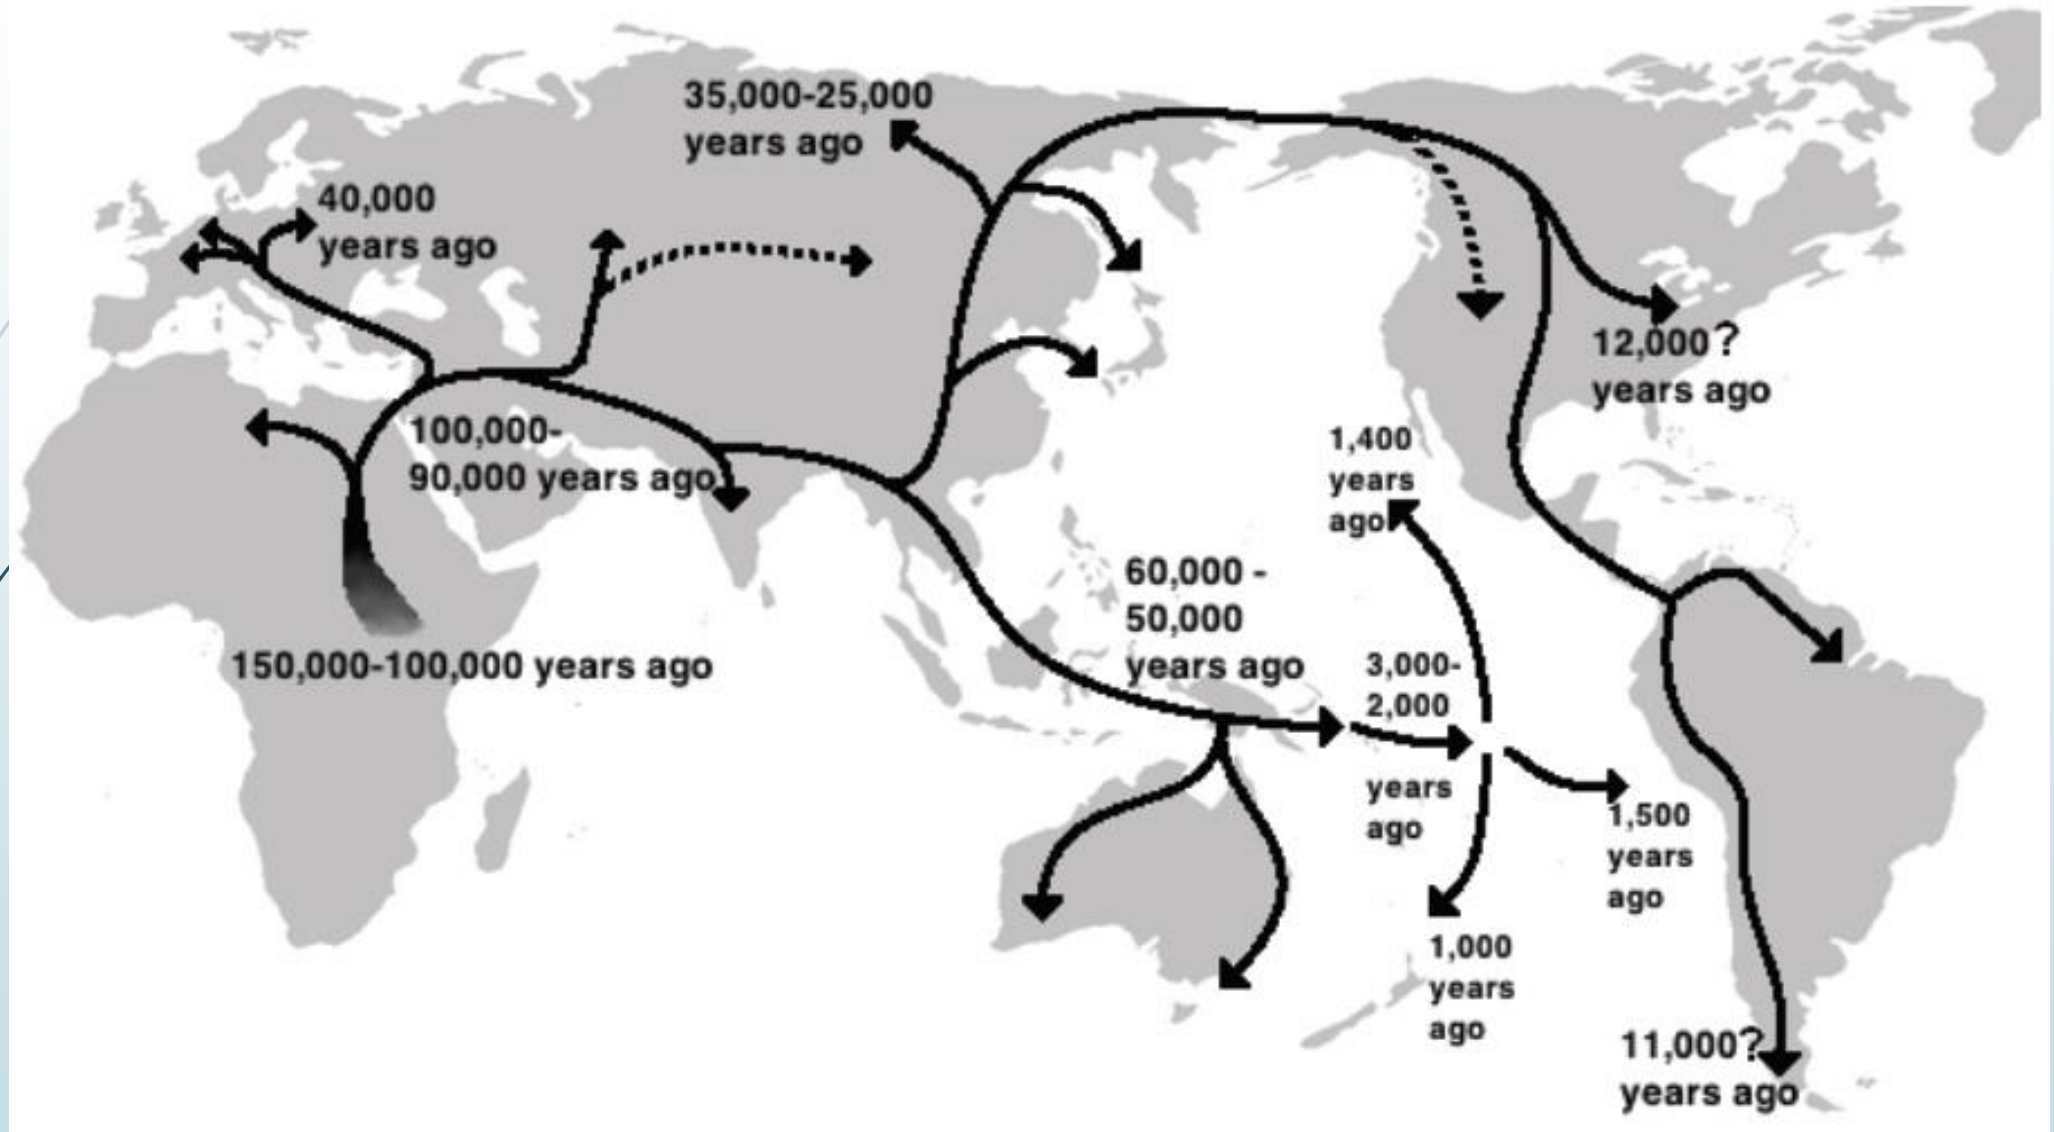 35,000-25,000
years ago
40,000
years ago
12,000?
years ago
100,000-
90,000 years ago
1,400
years
ago
60,000 -
50,000
years ago
150,000-100,000 years ago
3,000-
2,000
years
ago
1,500
years
ago
1,000
years
ago
11,000?
years ago